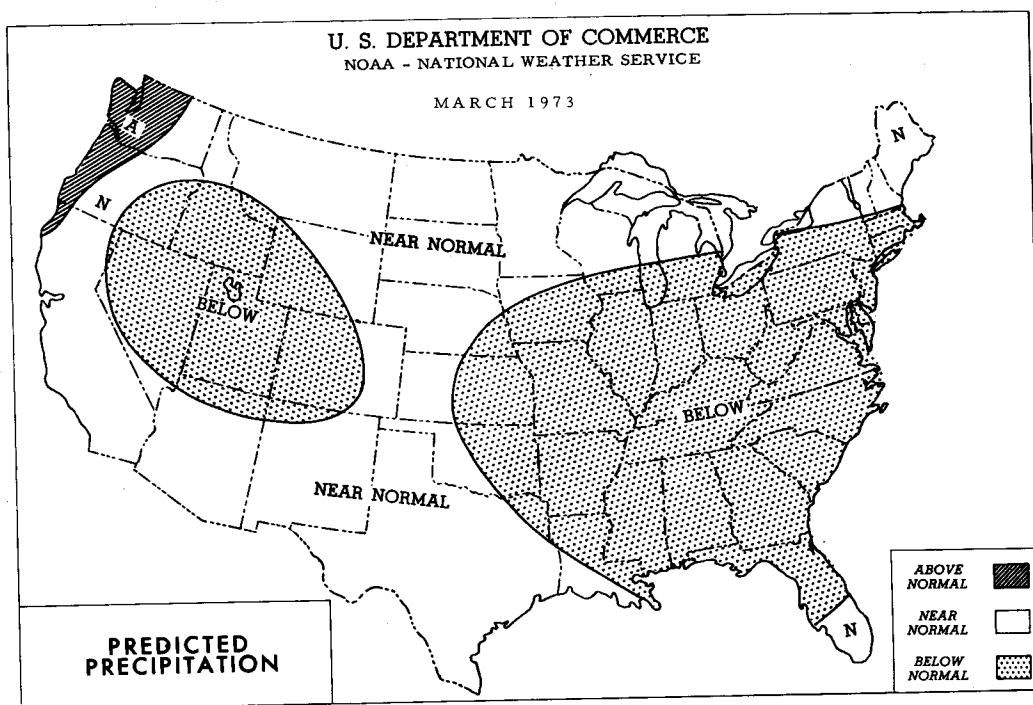 U. S. DEPARTMENT OF COMMERCE
NOAA - NATIONAL WEATHER SERVICE
MARCH 1973
A
N
N
NEAR NORMAL
BELOW
BELOW
NEAR NORMAL
N
ABOVE
NORMAL
NEAR
NORMAL
BELOW
NORMAL
PREDICTED
PRECIPITATION